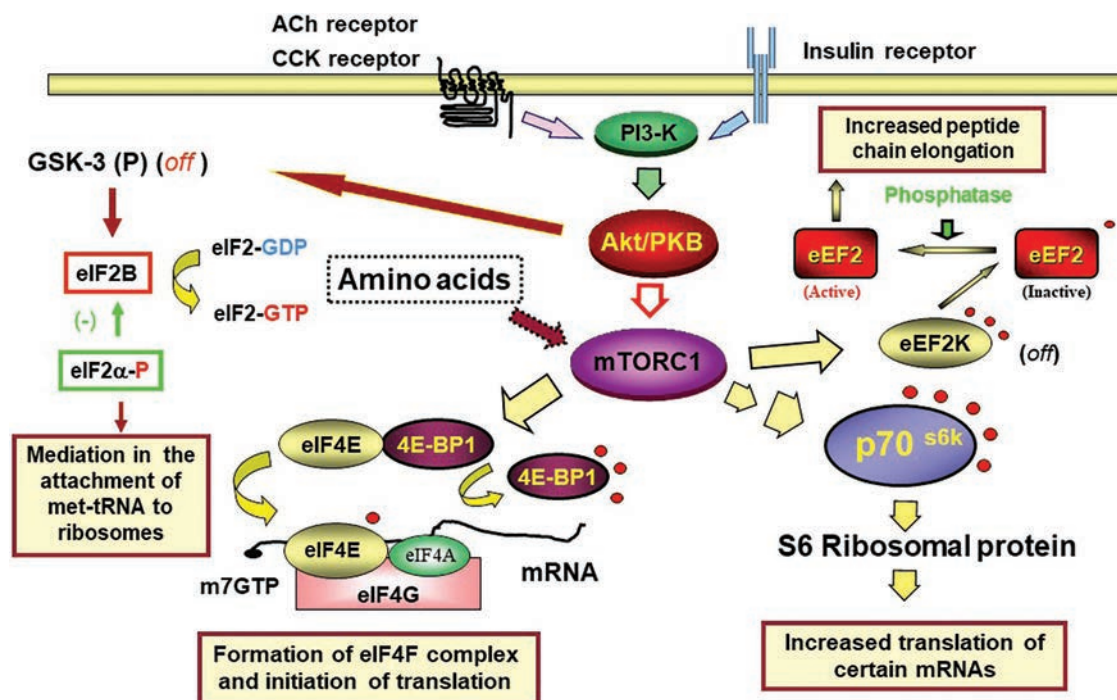 ACh receptor
CCK receptor
Insulin receptor
PI3-K
Increased peptide
chain elongation
GSK-3 (P) (off )
Phosphatase
Akt/PKB
eEF2
(Active)
eEF2
(Inactive)
eIF2B
eIF2-GDP
eIF2-GTP
(-)
eIF2α-P
Amino acids
mTORC1
eEF2K
(off)
Mediation in the
attachment of
met-tRNA to
ribosomes
eIF4E
4E-BP1
4E-BP1
p70 s6k
eIF4E
eIF4A
m7GTP
eIF4G
mRNA
S6 Ribosomal protein
Formation of eIF4F complex
and initiation of translation
Increased translation of
certain mRNAs